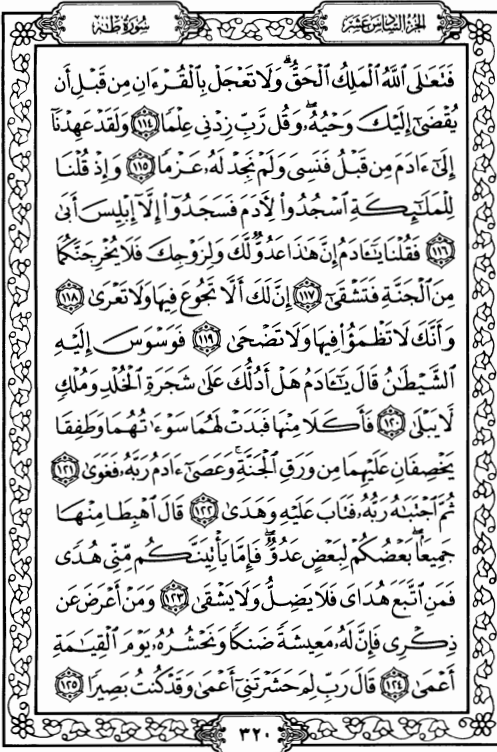 الجزء السادس عشر
سورة طه
فَتَعَٰلَى ٱللَّهُ ٱلْمَلِكُ ٱلْحَقُّ ۗ وَلَا تَعْجَلْ بِٱلْقُرْءَانِ مِن قَبْلِ أَن
يُقْضَىٰٓ إِلَيْكَ وَحْيُهُۥ ۖ وَقُل رَّبِّ زِدْنِى عِلْمًا ١١٤ وَلَقَدْ عَهِدْنَآ
إِلَىٰٓ ءَادَمَ مِن قَبْلُ فَنَسِىَ وَلَمْ نَجِدْ لَهُۥ عَزْمًا ١١٥ وَإِذْ قُلْنَا
لِلْمَلَٰٓئِكَةِ ٱسْجُدُوا۟ لِءَادَمَ فَسَجَدُوٓا۟ إِلَّآ إِبْلِيسَ أَبَىٰ
١١٦ فَقُلْنَا يَٰٓـَٔادَمُ إِنَّ هَٰذَا عَدُوٌّ لَّكَ وَلِزَوْجِكَ فَلَا يُخْرِجَنَّكُمَا
مِنَ ٱلْجَنَّةِ فَتَشْقَىٰٓ ١١٧ إِنَّ لَكَ أَلَّا تَجُوعَ فِيهَا وَلَا تَعْرَىٰ ١١٨
وَأَنَّكَ لَا تَظْمَؤُا۟ فِيهَا وَلَا تَضْحَىٰ ١١٩ فَوَسْوَسَ إِلَيْهِ
ٱلشَّيْطَٰنُ قَالَ يَٰٓـَٔادَمُ هَلْ أَدُلُّكَ عَلَىٰ شَجَرَةِ ٱلْخُلْدِ وَمُلْكٍ
لَّا يَبْلَىٰ ١٢٠ فَأَكَلَا مِنْهَا فَبَدَتْ لَهُمَا سَوْءَٰتُهُمَا وَطَفِقَا
يَخْصِفَانِ عَلَيْهِمَا مِن وَرَقِ ٱلْجَنَّةِ ۚ وَعَصَىٰٓ ءَادَمُ رَبَّهُۥ فَغَوَىٰ ١٢١
ثُمَّ ٱجْتَبَٰهُ رَبُّهُۥ فَتَابَ عَلَيْهِ وَهَدَىٰ ١٢٢ قَالَ ٱهْبِطَا مِنْهَا
جَمِيعًۢا ۖ بَعْضُكُمْ لِبَعْضٍ عَدُوٌّ ۖ فَإِمَّا يَأْتِيَنَّكُم مِّنِّى هُدًى
فَمَنِ ٱتَّبَعَ هُدَاىَ فَلَا يَضِلُّ وَلَا يَشْقَىٰ ١٢٣ وَمَنْ أَعْرَضَ عَن
ذِكْرِى فَإِنَّ لَهُۥ مَعِيشَةً ضَنكًا وَنَحْشُرُهُۥ يَوْمَ ٱلْقِيَٰمَةِ
أَعْمَىٰ ١٢٤ قَالَ رَبِّ لِمَ حَشَرْتَنِىٓ أَعْمَىٰ وَقَدْ كُنتُ بَصِيرًا ١٢٥
٣٢٠